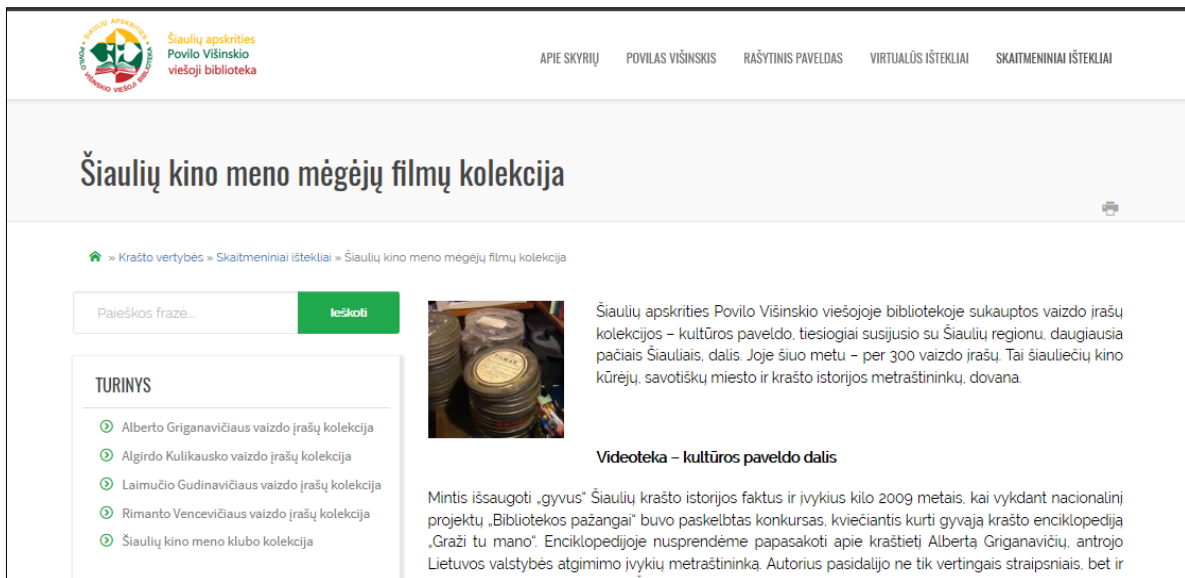 ŠIAULIŲ APSKRITIES
POVILO VIŠINSKIO VIEŠOJI BIBLIOTEKA
Šiaulių apskrities
Povilo Višinskio
viešoji biblioteka
APIE SKYRIŲ
POVILAS VIŠINSKIS
RAŠYTINIS PAVELDAS
VIRTUALŪS IŠTEKLIAI
SKAITMENINIAI IŠTEKLIAI
Šiaulių kino meno mėgėjų filmų kolekcija
» Krašto vertybės » Skaitmeniniai ištekliai » Šiaulių kino meno mėgėjų filmų kolekcija
Paieškos frazė...
Ieškoti
TURINYS
Alberto Griganavičiaus vaizdo įrašų kolekcija
Algirdo Kulikausko vaizdo įrašų kolekcija
Laimučio Gudinavičiaus vaizdo įrašų kolekcija
Rimanto Vencevičiaus vaizdo įrašų kolekcija
Šiaulių kino meno klubo kolekcija
Šiaulių apskrities Povilo Višinskio viešojoje bibliotekoje sukauptos vaizdo įrašų
kolekcijos – kultūros paveldo, tiesiogiai susijusio su Šiaulių regionu, daugiausia
pačiais Šiauliais, dalis. Joje šiuo metu – per 300 vaizdo įrašų. Tai šiauliečių kino
kūrėjų, savotiškų miesto ir krašto istorijos metraštininkų, dovana.
Videoteka – kultūros paveldo dalis
Mintis išsaugoti „gyvus" Šiaulių krašto istorijos faktus ir įvykius kilo 2009 metais, kai vykdant nacionalinį
projektų „Bibliotekos pažangai" buvo paskelbtas konkursas, kviečiantis kurti gyvąją krašto enciklopediją
„Graži tu mano". Enciklopedijoje nusprendėme papasakoti apie kraštietį Albertą Griganavičių, antrojo
Lietuvos valstybės atgimimo įvykių metraštininką. Autorius pasidalijo ne tik vertingais straipsniais, bet ir